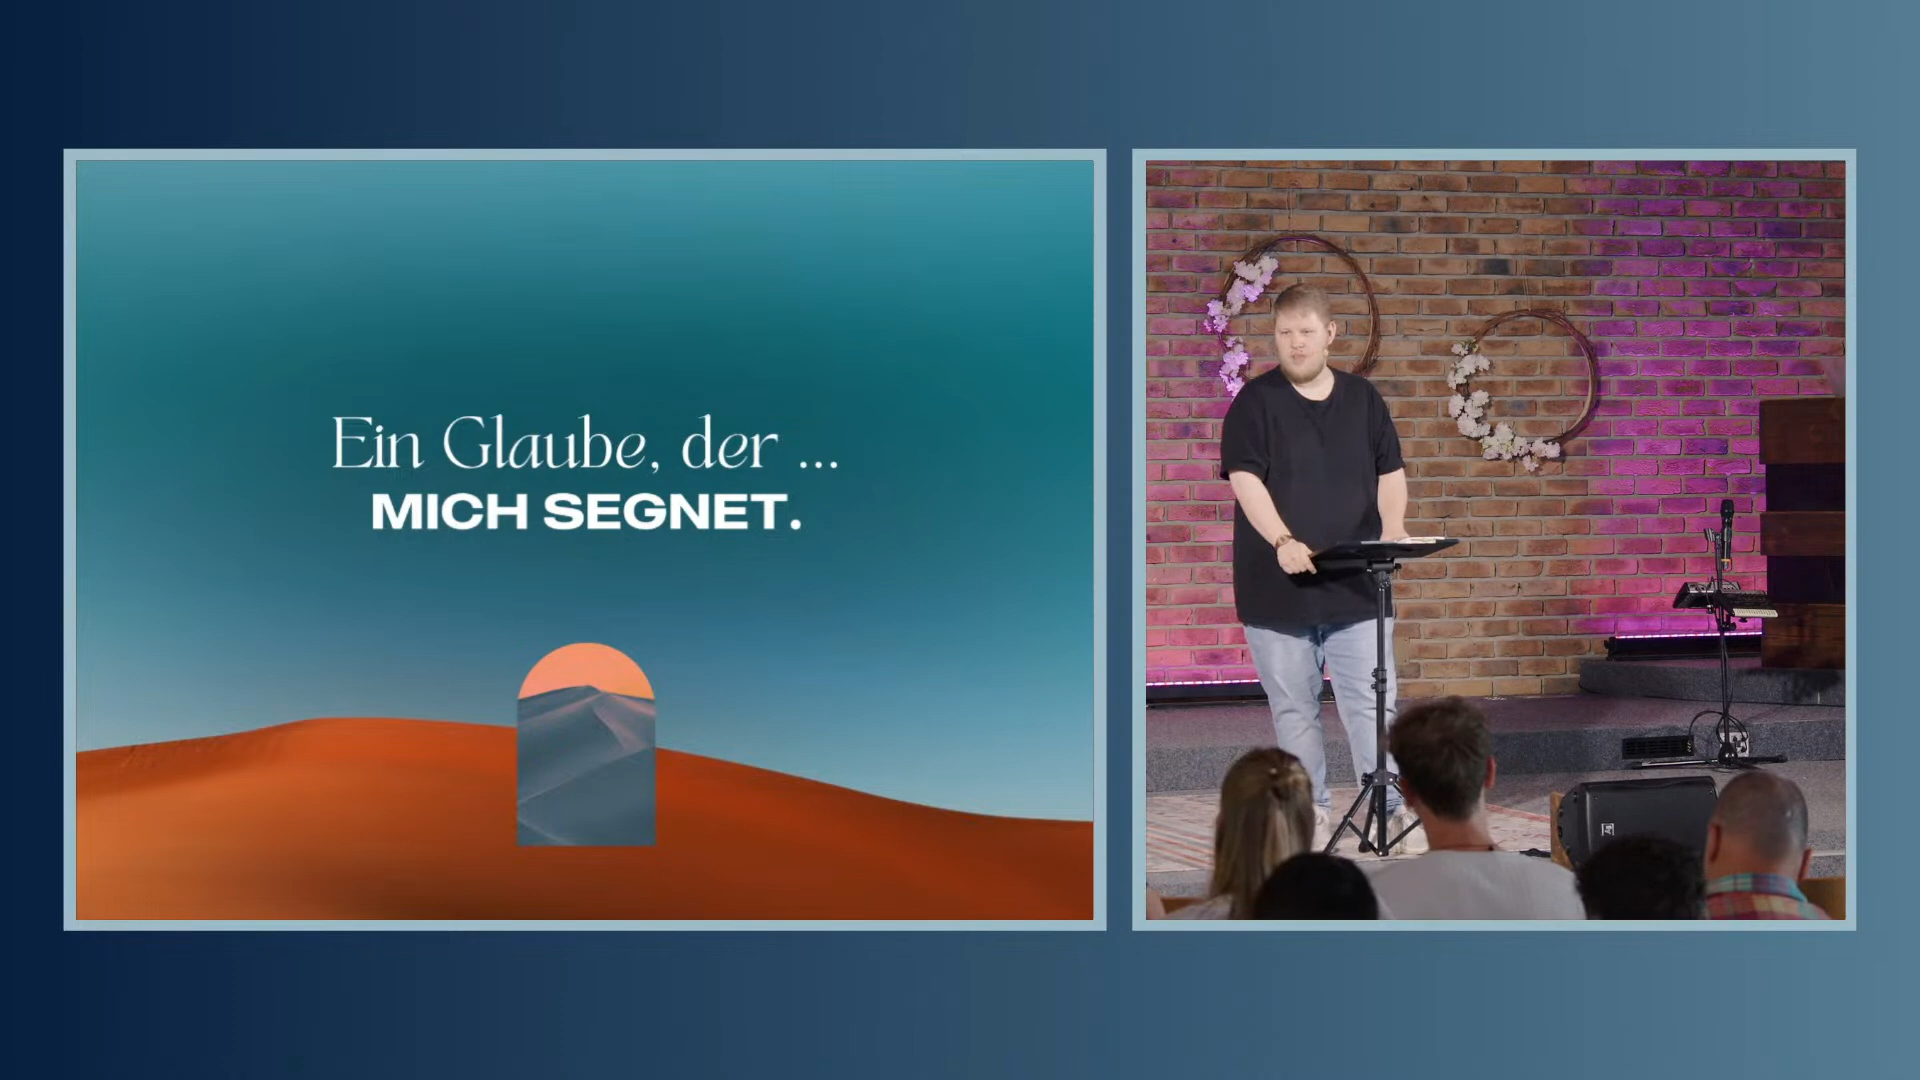 Ein Glaube, der ...
MICH SEGNET.